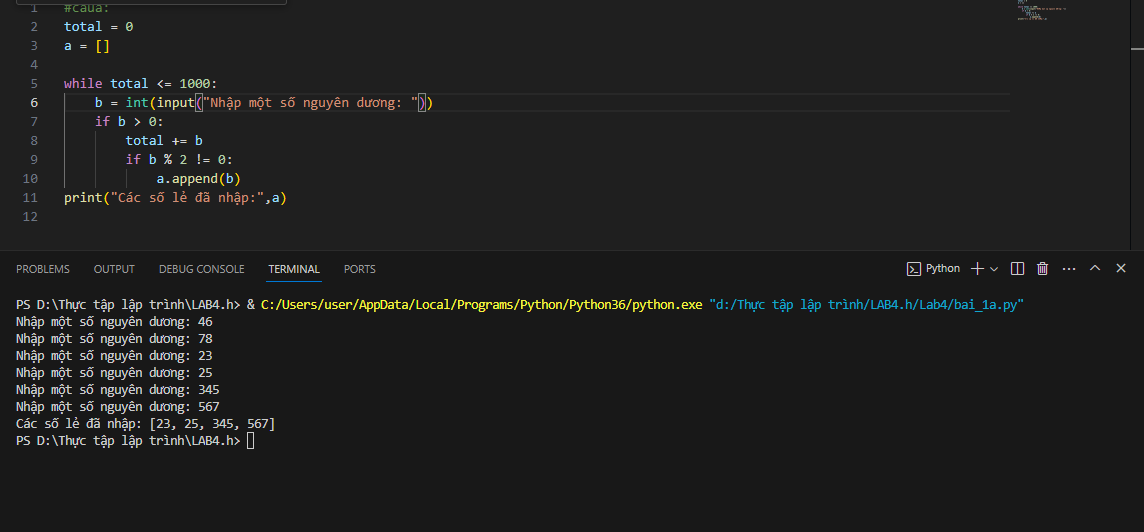 1 #câua:
2 total = 0
3 a = []
4
5 while total <= 1000:
6 b = int(input("Nhập một số nguyên dương: "))
7 if b > 0:
8 total += b
9 if b % 2 != 0:
10 a.append(b)
11 print("Các số lẻ đã nhập:",a)
12
PROBLEMS OUTPUT DEBUG CONSOLE TERMINAL PORTS Python
PS D:\Thực tập lập trình\LAB4.h> & C:/Users/user/AppData/Local/Programs/Python/Python36/python.exe "d:/Thực tập lập trình/LAB4.h/Lab4/bai_1a.py"
Nhập một số nguyên dương: 46
Nhập một số nguyên dương: 78
Nhập một số nguyên dương: 23
Nhập một số nguyên dương: 25
Nhập một số nguyên dương: 345
Nhập một số nguyên dương: 567
Các số lẻ đã nhập: [23, 25, 345, 567]
PS D:\Thực tập lập trình\LAB4.h>